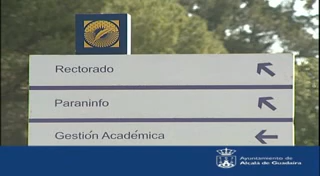 Rectorado
Paraninfo
Gestión Académica
Ayuntamiento de
Alcalá de Guadaíra